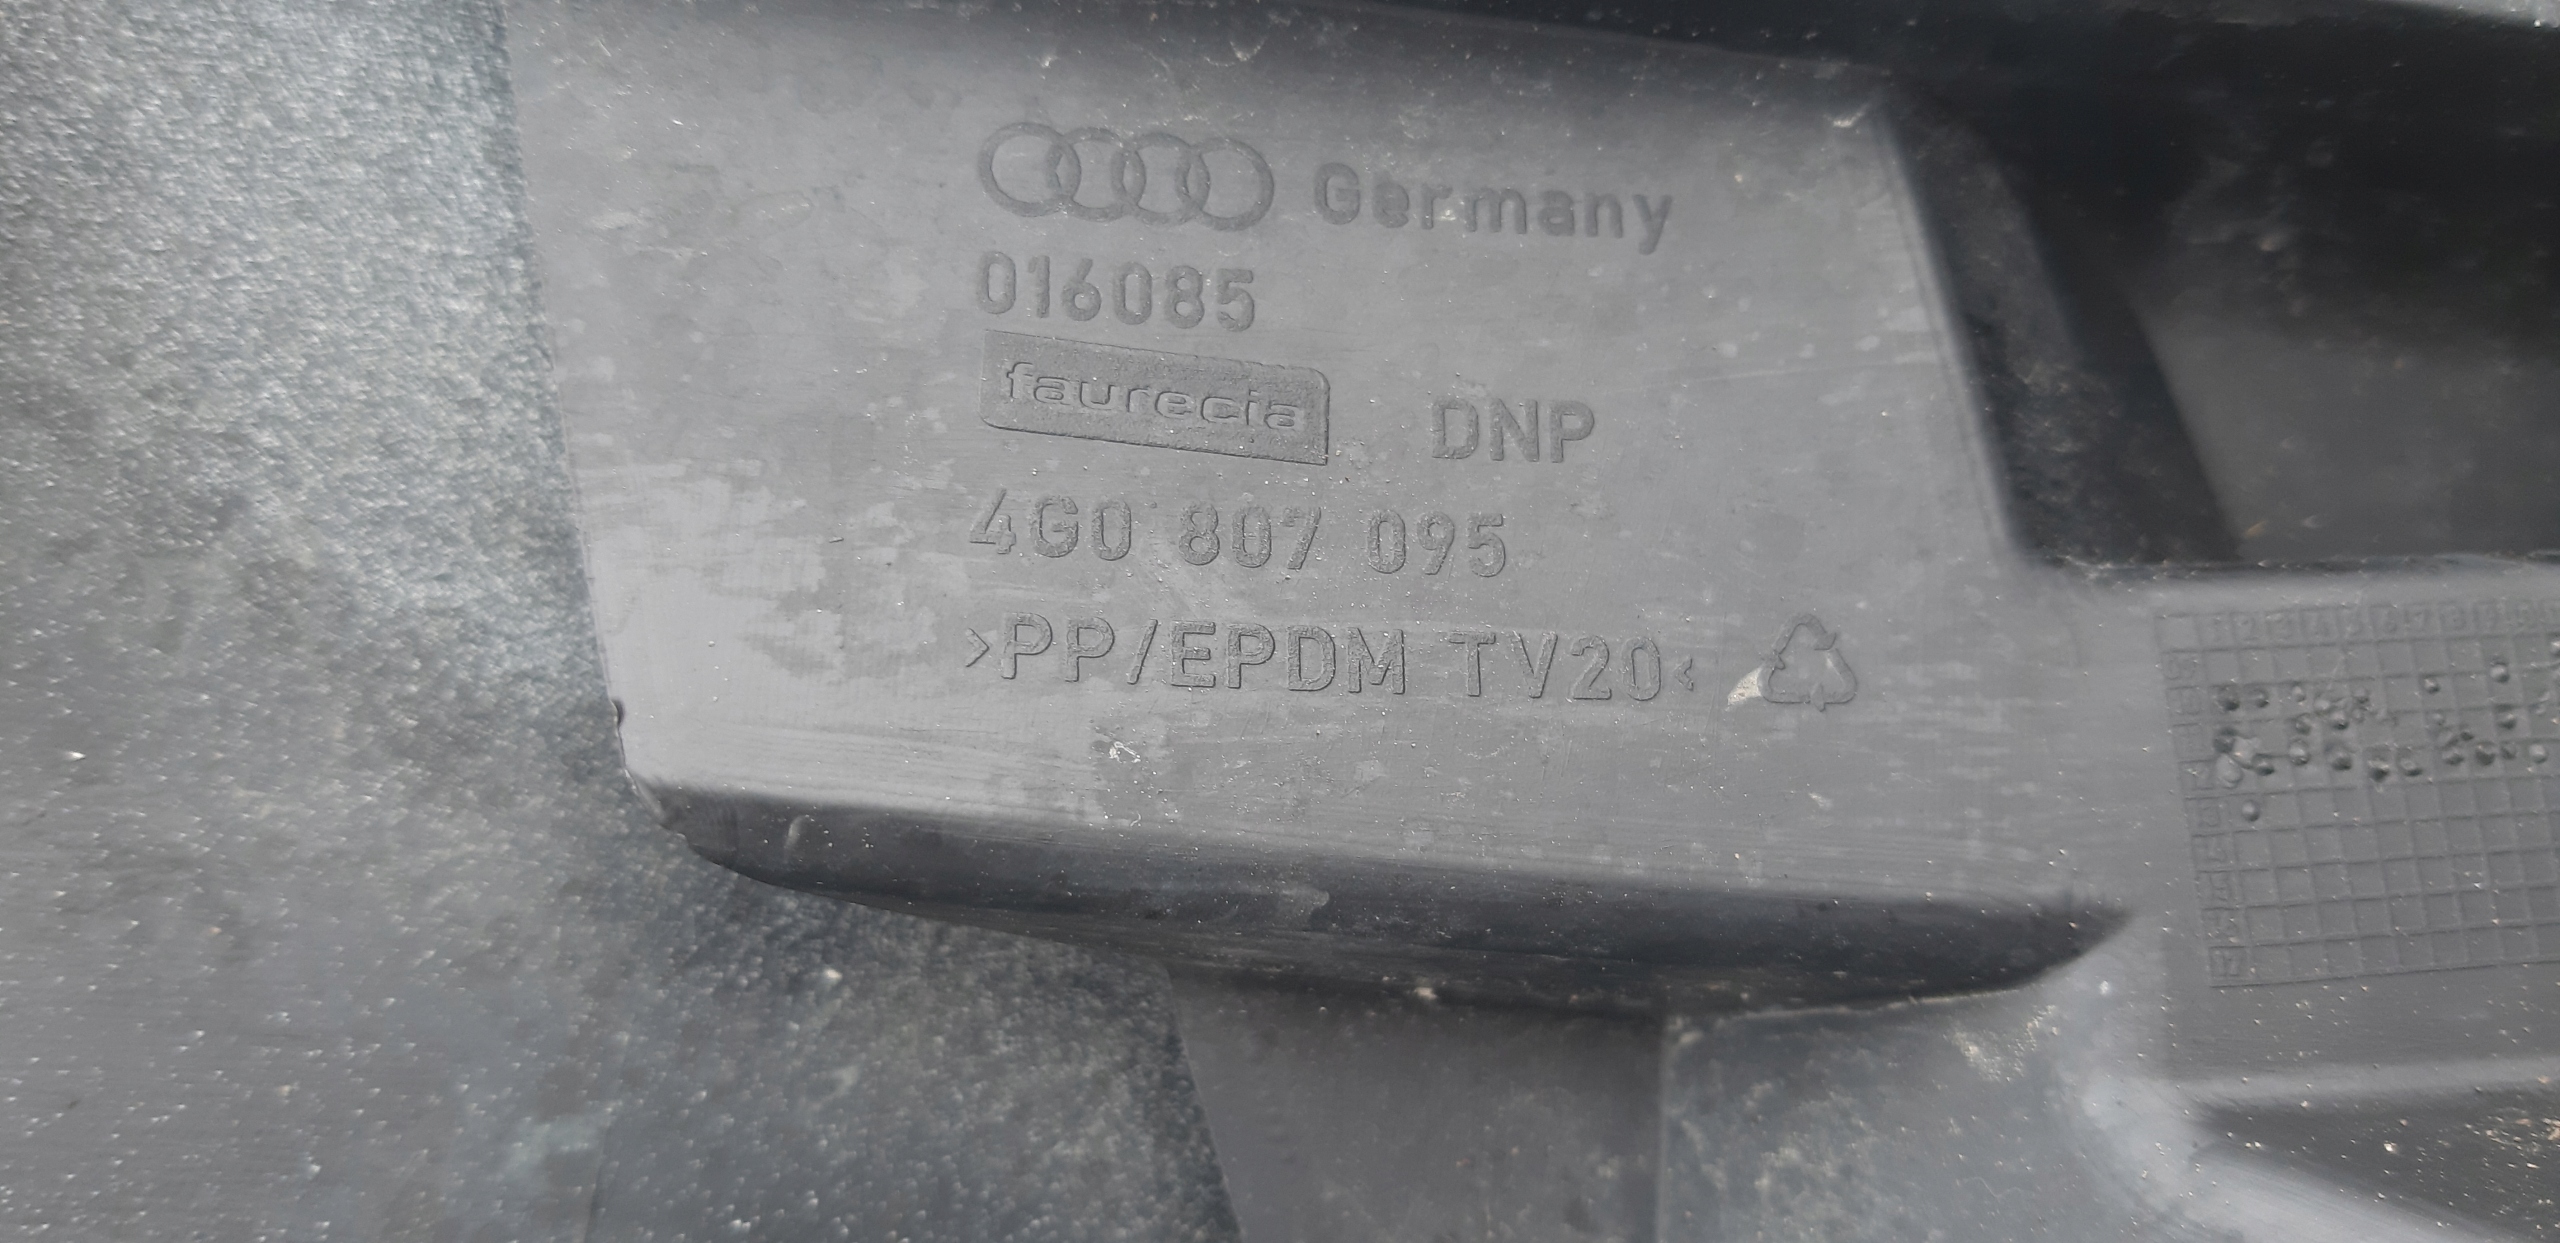 Germany
016085
faurecia DNP
4G0 807 095
>PP/EPDM TV20<